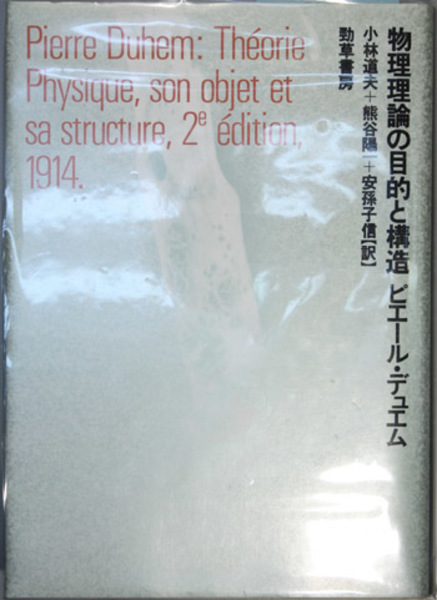 Pierre Duhem: Théorie
Physique, son objet et
sa structure, 2e édition,
1914.
物理理論の目的と構造 ピエール・デュエム
小林道夫+熊谷陽一+安孫子信[訳]
勁草書房